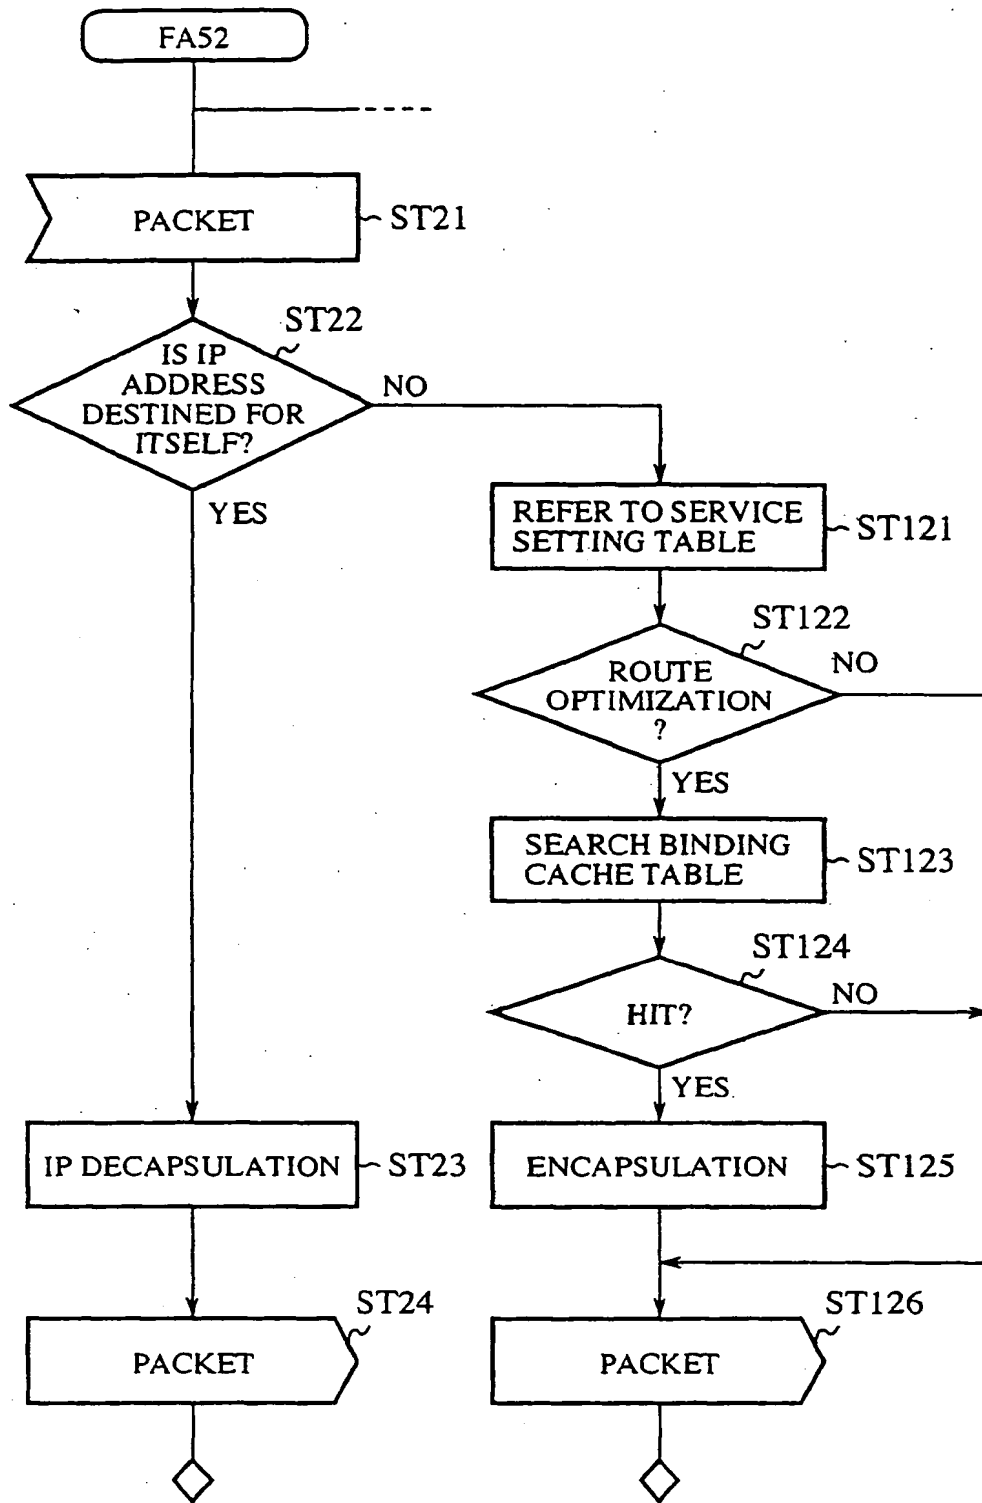 FA52
PACKET
ST21
ST22
IS IP
ADDRESS
DESTINED FOR
ITSELF?
NO
YES
REFER TO SERVICE
SETTING TABLE
ST121
ST122
ROUTE
OPTIMIZATION
?
NO
YES
SEARCH BINDING
CACHE TABLE
ST123
ST124
HIT?
NO
YES
IP DECAPSULATION
ST23
ENCAPSULATION
ST125
ST24
PACKET
ST126
PACKET